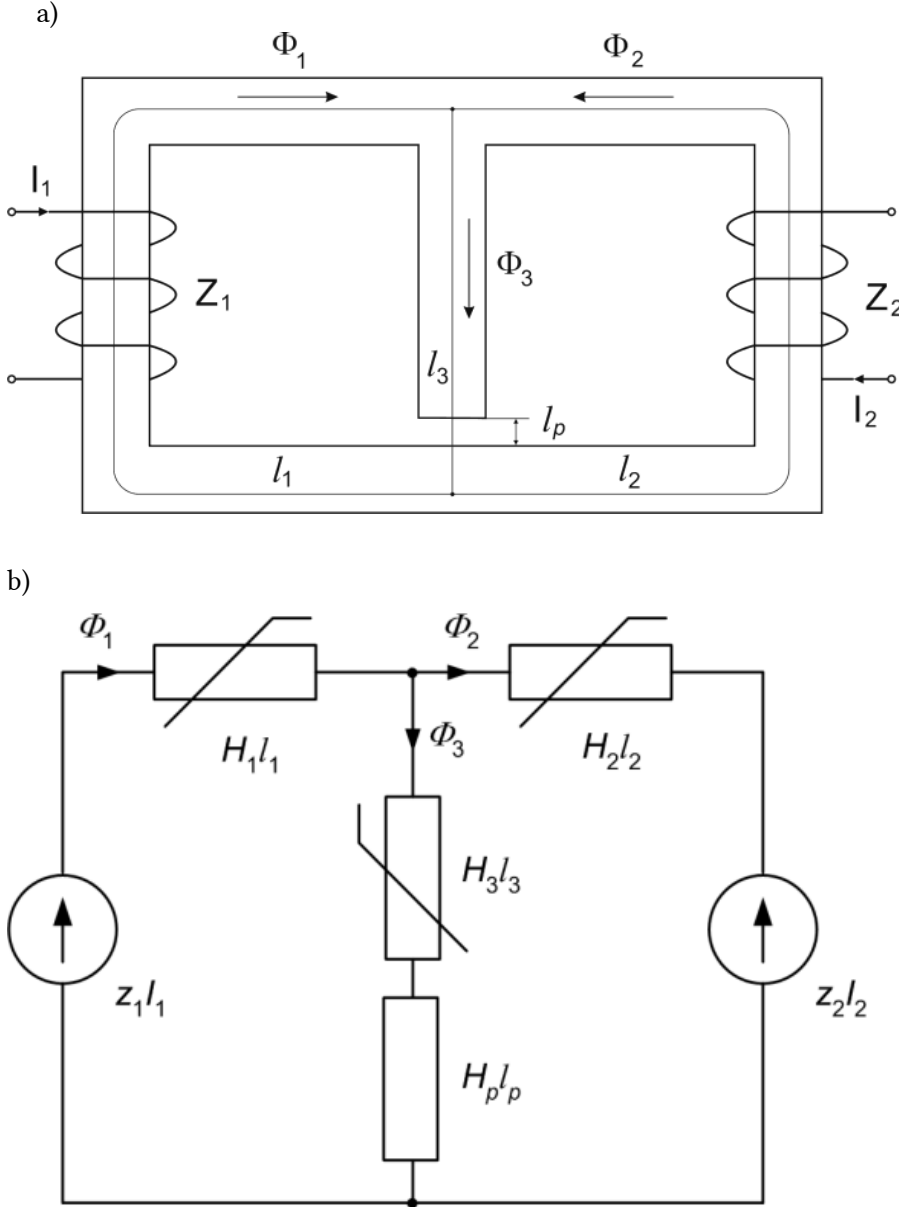 a)
Φ1 Φ2
I1
Z1
Φ3
Z2
l3
lp
I2
l1 l2
b)
Φ1 Φ2
H1l1 Φ3 H2l2
H3l3
z1I1 z2I2
Hplp